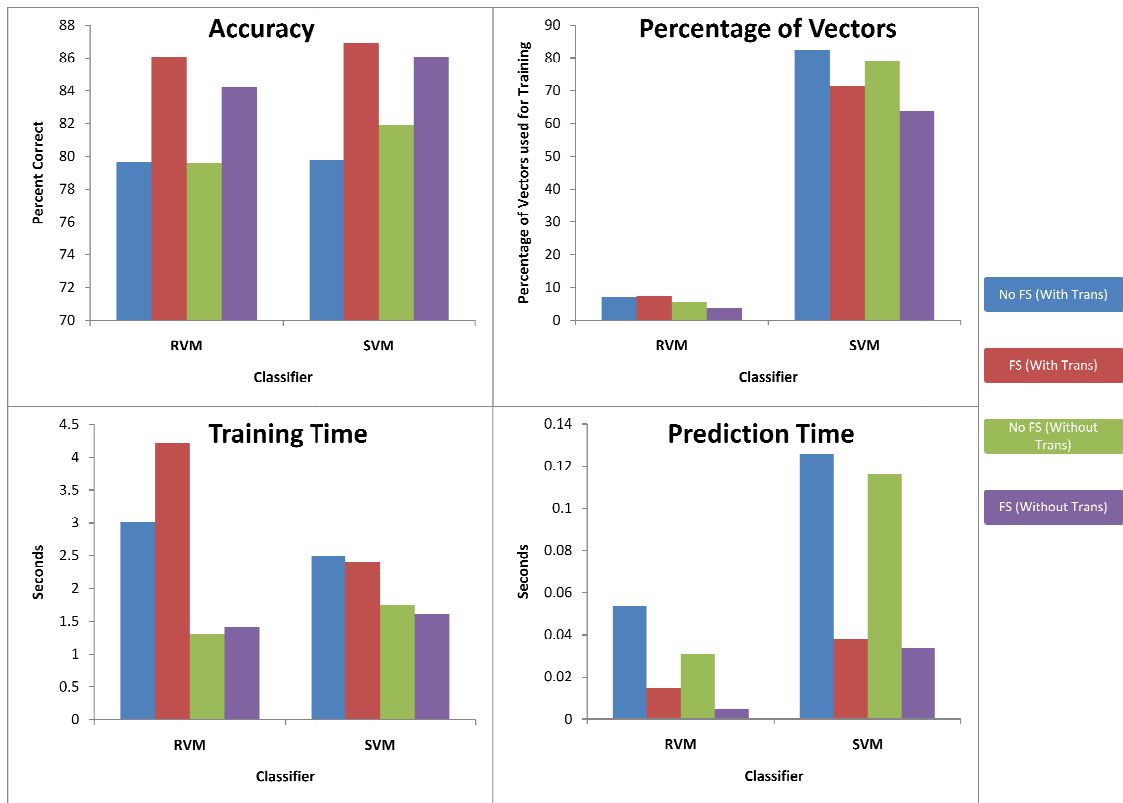 Accuracy
88
86
84
82
80
78
76
74
72
70
Percent Correct
RVM
SVM
Classifier
Percentage of Vectors
90
80
70
60
50
40
30
20
10
0
Percentage of Vectors used for Training
RVM
SVM
Classifier
Training Time
4.5
4
3.5
3
2.5
2
1.5
1
0.5
0
Seconds
RVM
SVM
Classifier
Prediction Time
0.14
0.12
0.1
0.08
0.06
0.04
0.02
0
Seconds
RVM
SVM
Classifier
No FS (With Trans)
FS (With Trans)
No FS (Without
Trans)
FS (Without Trans)